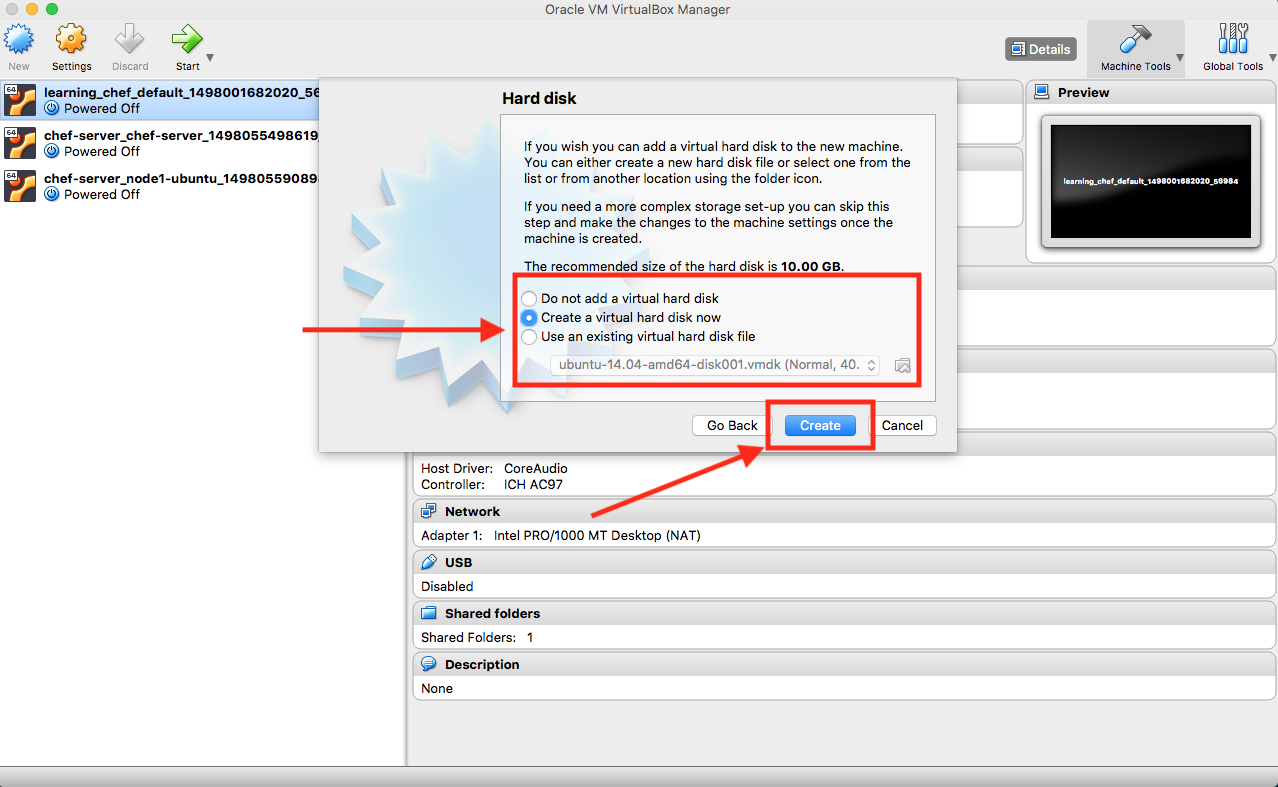 Oracle VM VirtualBox Manager
New
Settings
Discard
Start
Details
Machine Tools
Global Tools
64
learning_chef_default_1498001682020_56
Powered Off
64
chef-server_chef-server_1498055498619_
Powered Off
64
chef-server_node1-ubuntu_1498055908
Powered Off
Hard disk
If you wish you can add a virtual hard disk to the new machine.
You can either create a new hard disk file or select one from the
list or from another location using the folder icon.
If you need a more complex storage set-up you can skip this
step and make the changes to the machine settings once the
machine is created.
The recommended size of the hard disk is 10.00 GB.
Do not add a virtual hard disk
Create a virtual hard disk now
Use an existing virtual hard disk file
ubuntu-14.04-amd64-disk001.vmdk (Normal, 40.
Go Back
Create
Cancel
Preview
learning_chef_default_1498001682020_56984
Host Driver: CoreAudio
Controller: ICH AC97
Network
Adapter 1: Intel PRO/1000 MT Desktop (NAT)
USB
Disabled
Shared folders
Shared Folders: 1
Description
None